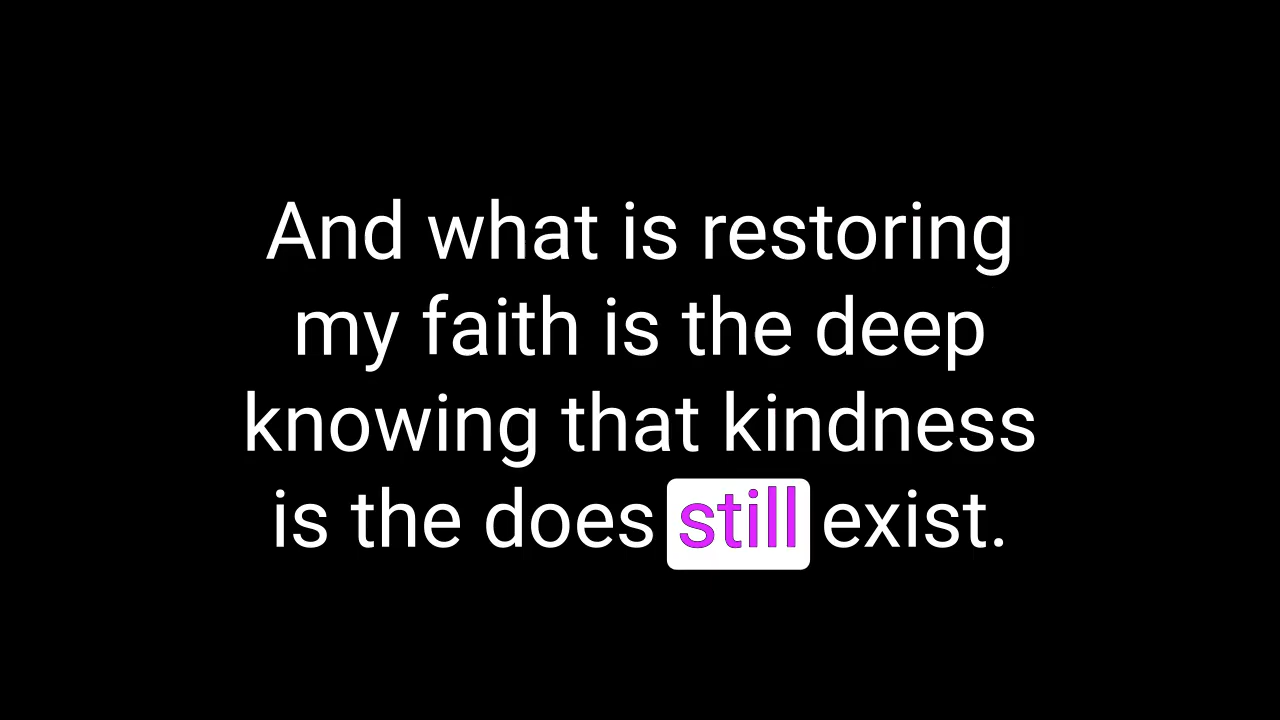 And what is restoring
my faith is the deep
knowing that kindness
is the does still exist.